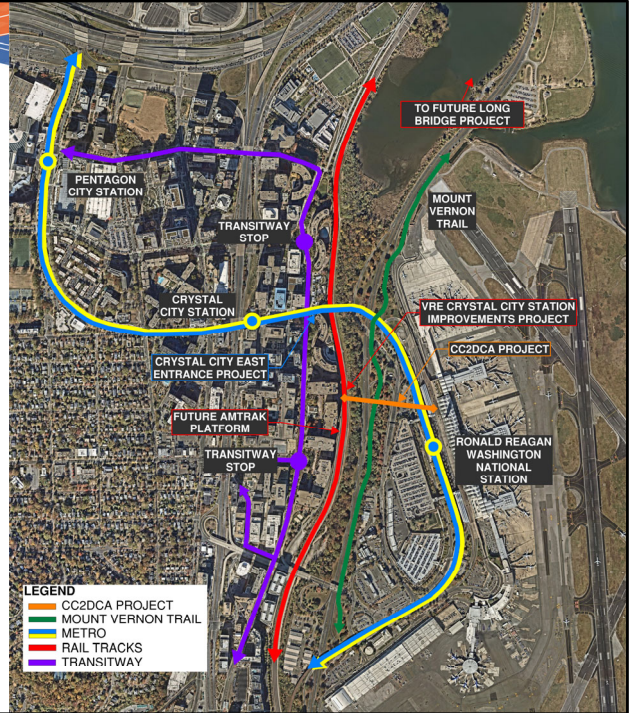 TO FUTURE LONG
BRIDGE PROJECT
PENTAGON
CITY STATION
MOUNT
VERNON
TRAIL
TRANSITWAY
STOP
CRYSTAL
CITY STATION
VRE CRYSTAL CITY STATION
IMPROVEMENTS PROJECT
CC2DCA PROJECT
CRYSTAL CITY EAST
ENTRANCE PROJECT
FUTURE AMTRAK
PLATFORM
TRANSITWAY
STOP
RONALD REAGAN
WASHINGTON
NATIONAL
STATION
LEGEND
CC2DCA PROJECT
MOUNT VERNON TRAIL
METRO
RAIL TRACKS
TRANSITWAY